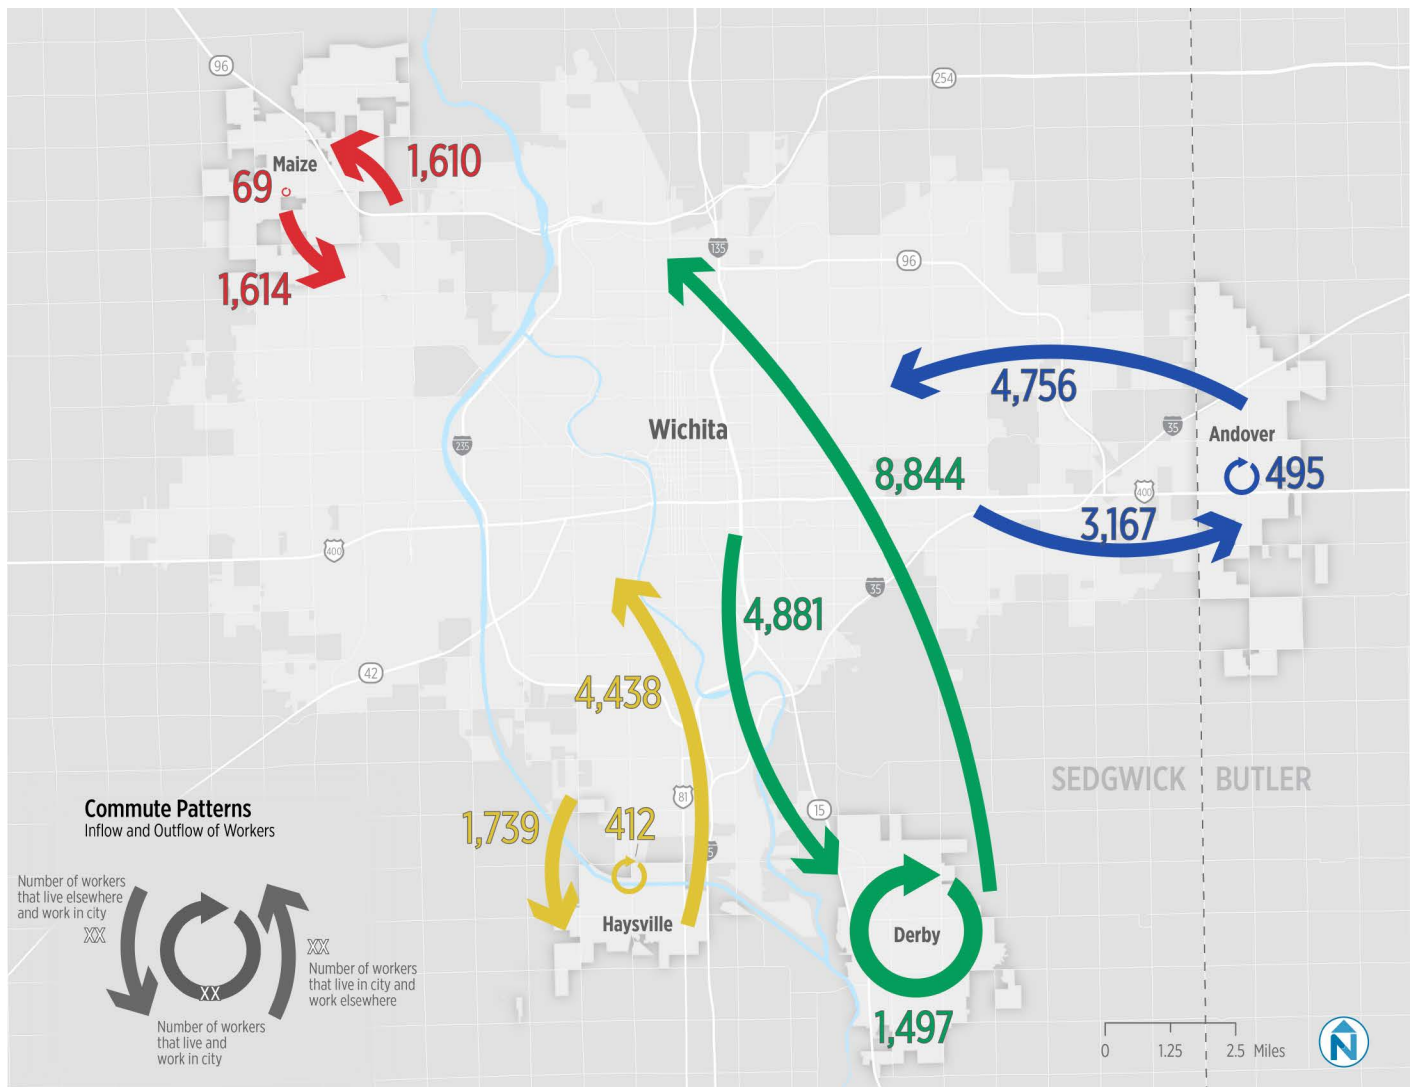 96
254
Maize
1,610
69
1,614
135
96
4,756
Wichita
35
Andover
235
8,844
495
400
3,167
400
35
4,881
42
4,438
SEDGWICK
BUTLER
81
15
1,739
412
5
Haysville
Derby
1,497
Commute Patterns
Inflow and Outflow of Workers
Number of workers
that live elsewhere
and work in city
XX
XX
Number of workers
that live in city and
work elsewhere
XX
Number of workers
that live and
work in city
0
1.25
2.5 Miles
N